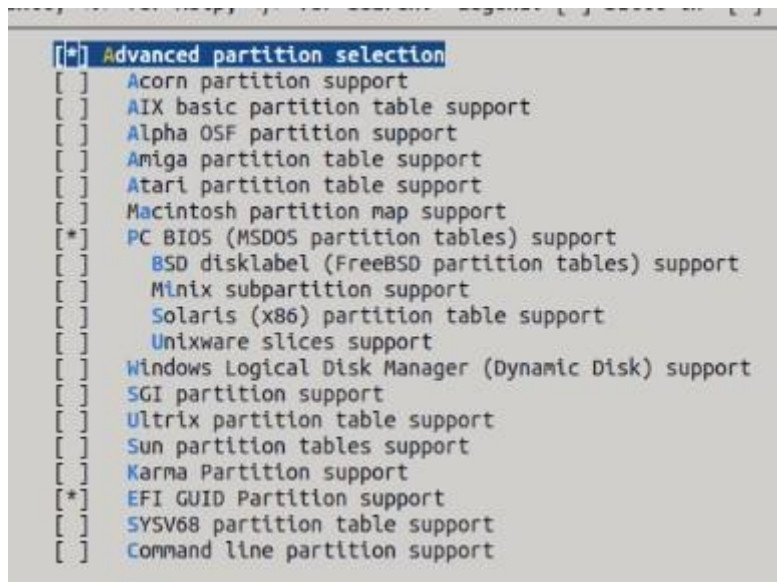 [*] Advanced partition selection
[ ] Acorn partition support
[ ] AIX basic partition table support
[ ] Alpha OSF partition support
[ ] Amiga partition table support
[ ] Atari partition table support
[ ] Macintosh partition map support
[*] PC BIOS (MSDOS partition tables) support
[ ] BSD disklabel (FreeBSD partition tables) support
[ ] Minix subpartition support
[ ] Solaris (x86) partition table support
[ ] Unixware slices support
[ ] Windows Logical Disk Manager (Dynamic Disk) support
[ ] SGI partition support
[ ] Ultrix partition table support
[ ] Sun partition tables support
[ ] Karma Partition support
[*] EFI GUID Partition support
[ ] SYSV68 partition table support
[ ] Command line partition support